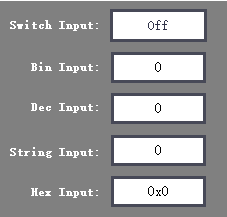 Switch Input: Off
Bin Input: 0
Dec Input: 0
String Input: 0
Hex Input: 0x0